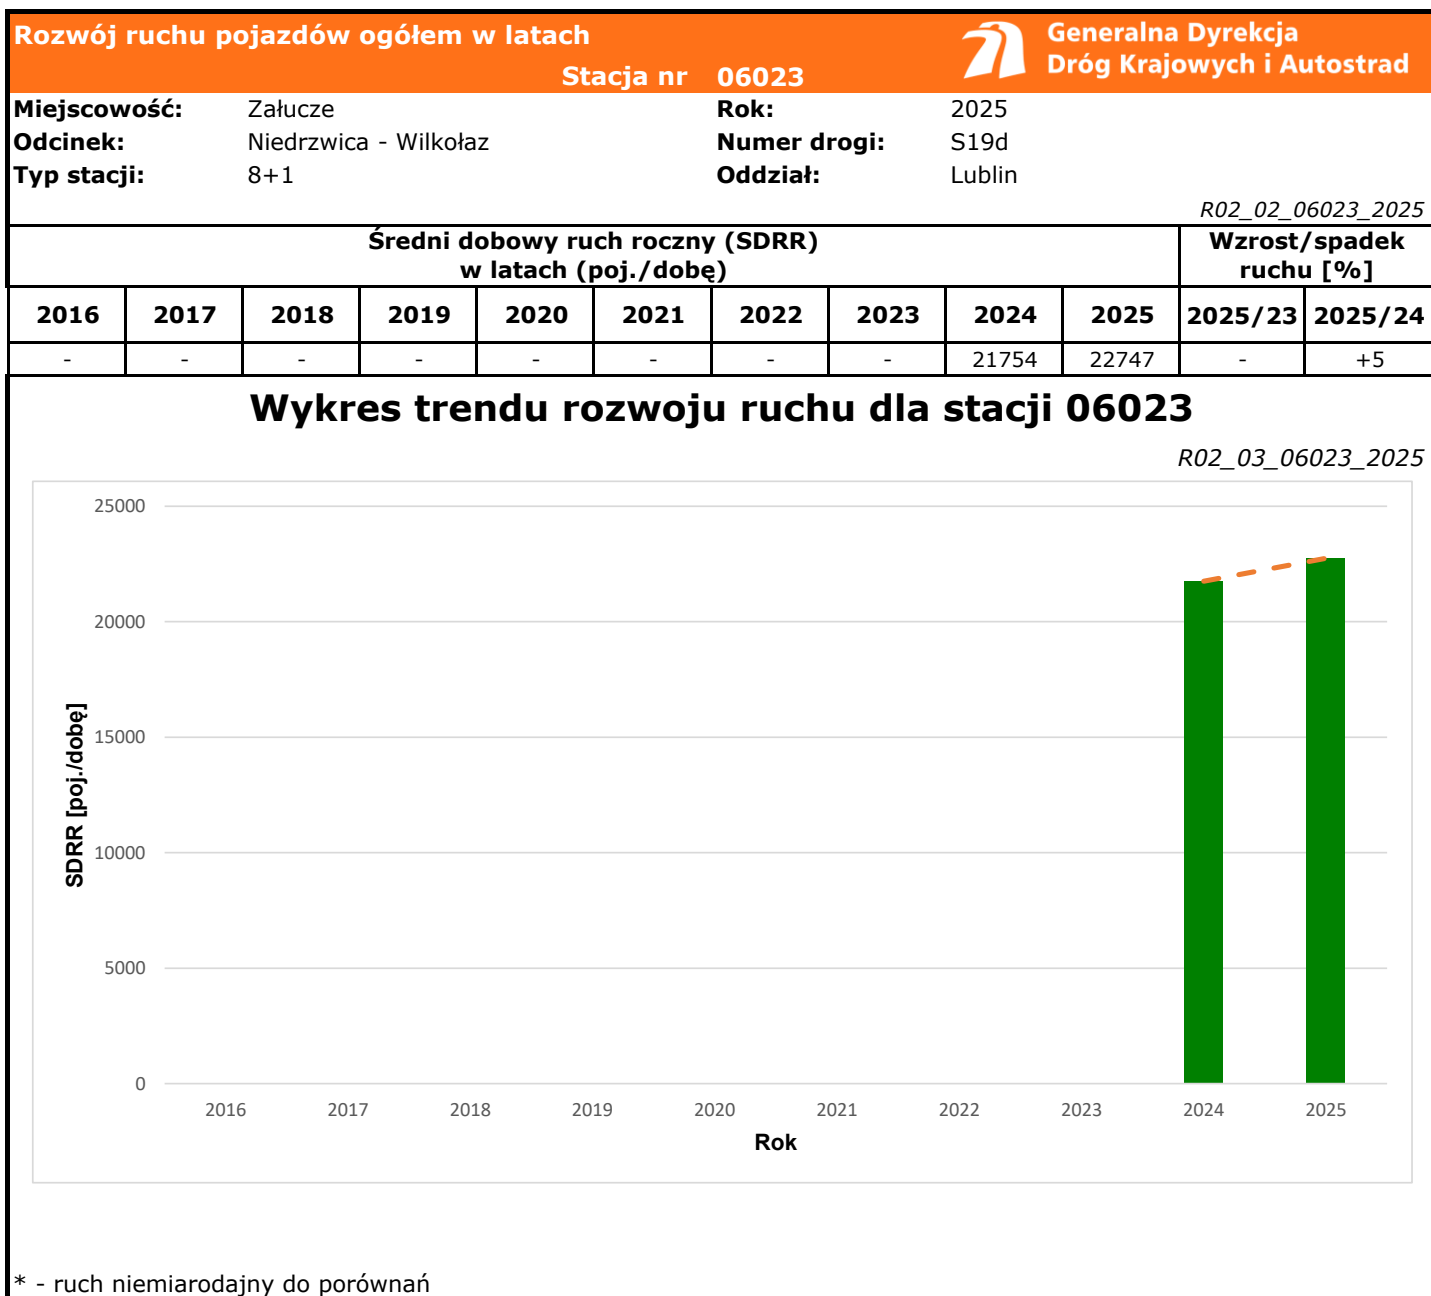 Rozwój ruchu pojazdów ogółem w latach
Generalna Dyrekcja
Dróg Krajowych i Autostrad
Stacja nr 06023
Miejscowość: Załucze Rok: 2025
Odcinek: Niedrzwica - Wilkołaz Numer drogi: S19d
Typ stacji: 8+1 Oddział: Lublin
R02_02_06023_2025
Średni dobowy ruch roczny (SDRR)
w latach (poj./dobę)
Wzrost/spadek
ruchu [%]
2016 2017 2018 2019 2020 2021 2022 2023 2024 2025 2025/23 2025/24
- - - - - - - - 21754 22747 - +5
Wykres trendu rozwoju ruchu dla stacji 06023
R02_03_06023_2025
SDRR [poj./dobę]
25000
20000
15000
10000
5000
0
2016 2017 2018 2019 2020 2021 2022 2023 2024 2025
Rok
* - ruch niemiarodajny do porównań